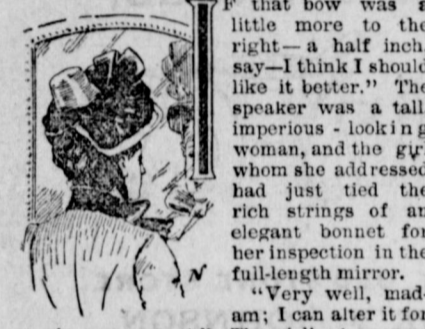 IF that bow was a
little more to the
right—a half inch,
say—I think I should
like it better." The
speaker was a tall,
imperious-looking
woman, and the girl
whom she addressed
had just tied the
rich strings of an
elegant bonnet for
her inspection in the
full-length mirror.
"Very well, mad-
am; I can alter it for
N